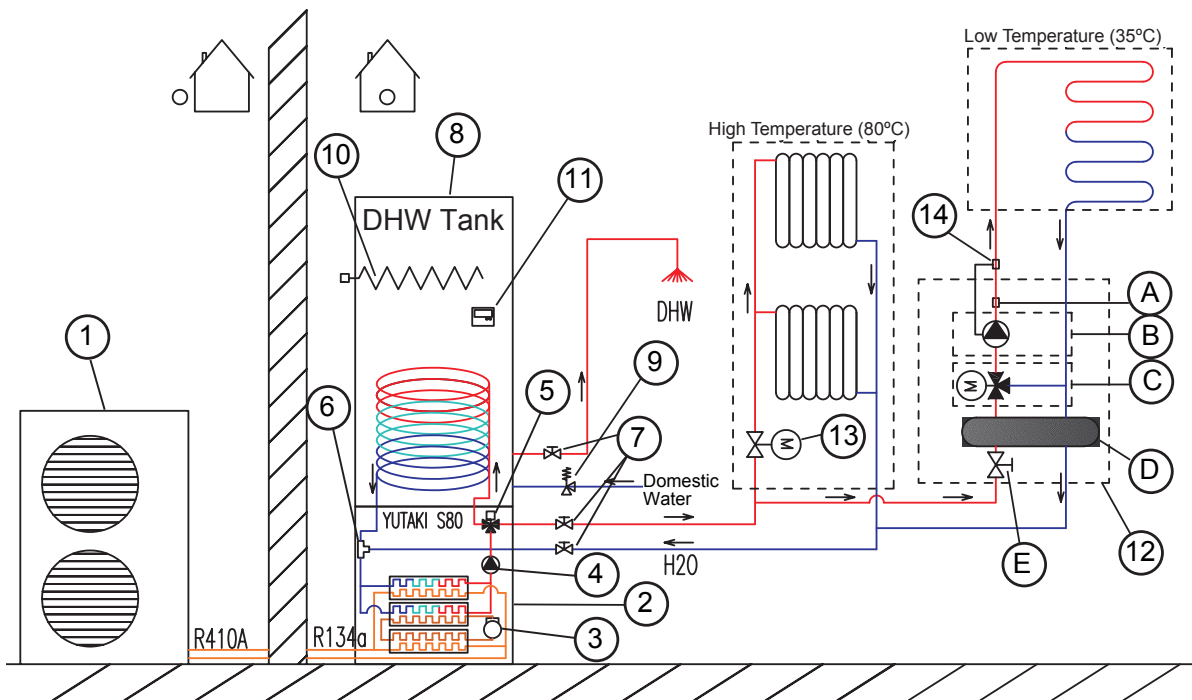 Low Temperature (35ºC)
High Temperature (80ºC)
8
10
11
DHW Tank
14
A
DHW
B
1
9
5
6
7
C
13
D
Domestic
Water
YUTAKI S80
H2O
E
12
4
2
3
R410A
R134a
M
M